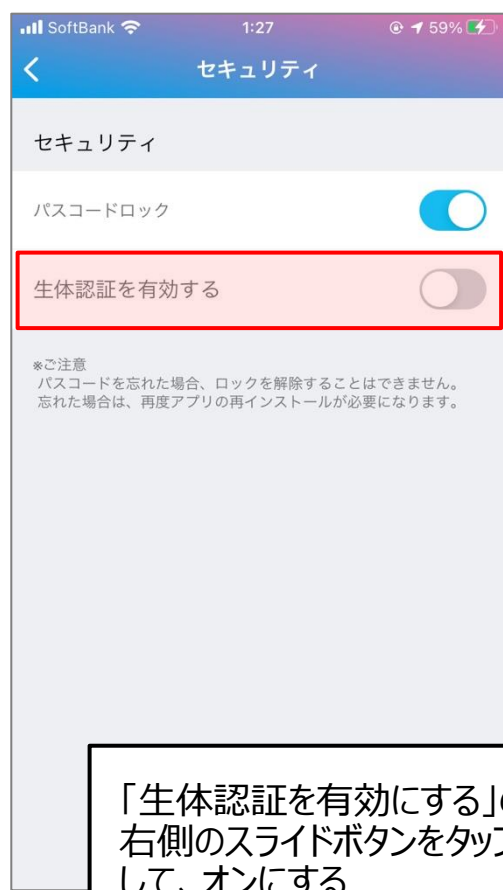 SoftBank 1:27 59%
セキュリティ
セキュリティ
パスコードロック
生体認証を有効する
※ご注意
パスコードを忘れた場合、ロックを解除することはできません。
忘れた場合は、再度アプリの再インストールが必要になります。
「生体認証を有効にする」
右側のスライドボタンをタップ
して、オンにする